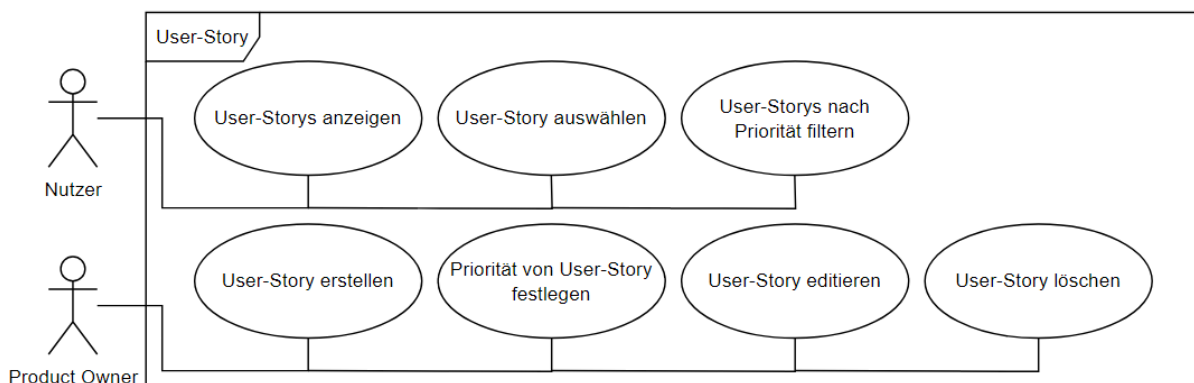 User-Story
User-Storys anzeigen
User-Story auswählen
User-Storys nach
Priorität filtern
Nutzer
User-Story erstellen
Priorität von User-Story
festlegen
User-Story editieren
User-Story löschen
Product Owner